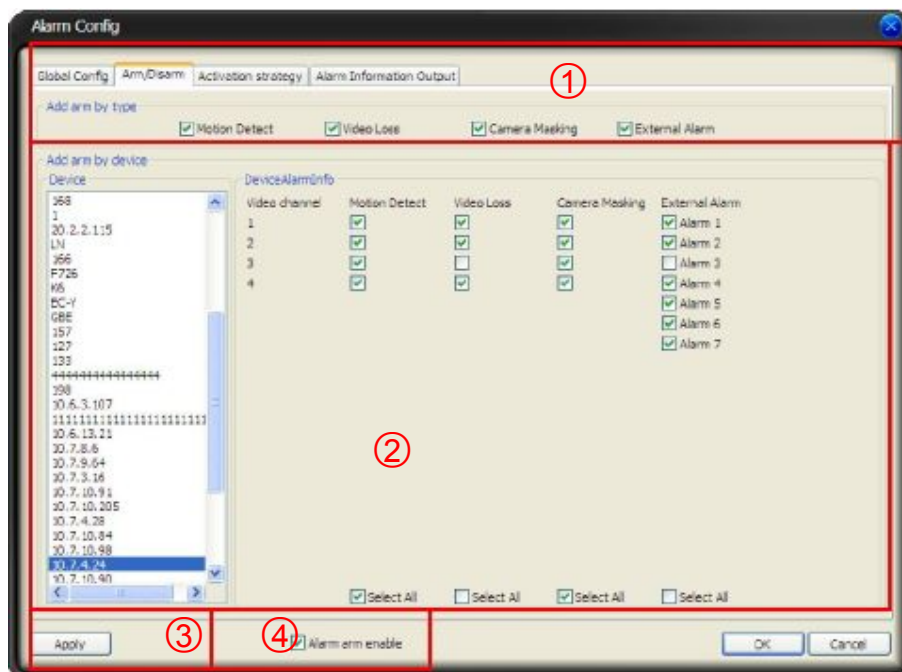 Alarm Config
Global Config Arm/Disarm Activation strategy Alarm Information Output
①
Add arm by type
Motion Detect Video Loss Camera Masking External Alarm
Add arm by device
Device DeviceAlarmInfo
168
1
20.2.2.115
LN
166
F726
K6
EC-Y
GBE
157
127
133
4444444444444444
198
10.6.3.107
10.6.13.21
10.7.8.6
10.7.9.64
10.7.3.16
10.7.10.91
10.7.10.205
10.7.4.28
10.7.10.84
10.7.10.98
10.7.4.24
10.7.10.90
Video channel Motion Detect Video Loss Camera Masking External Alarm
1 Alarm 1
2 Alarm 2
3 Alarm 3
4 Alarm 4
Alarm 5
Alarm 6
Alarm 7
②
Select All Select All Select All Select All
Apply ③ ④ Alarm arm enable OK Cancel